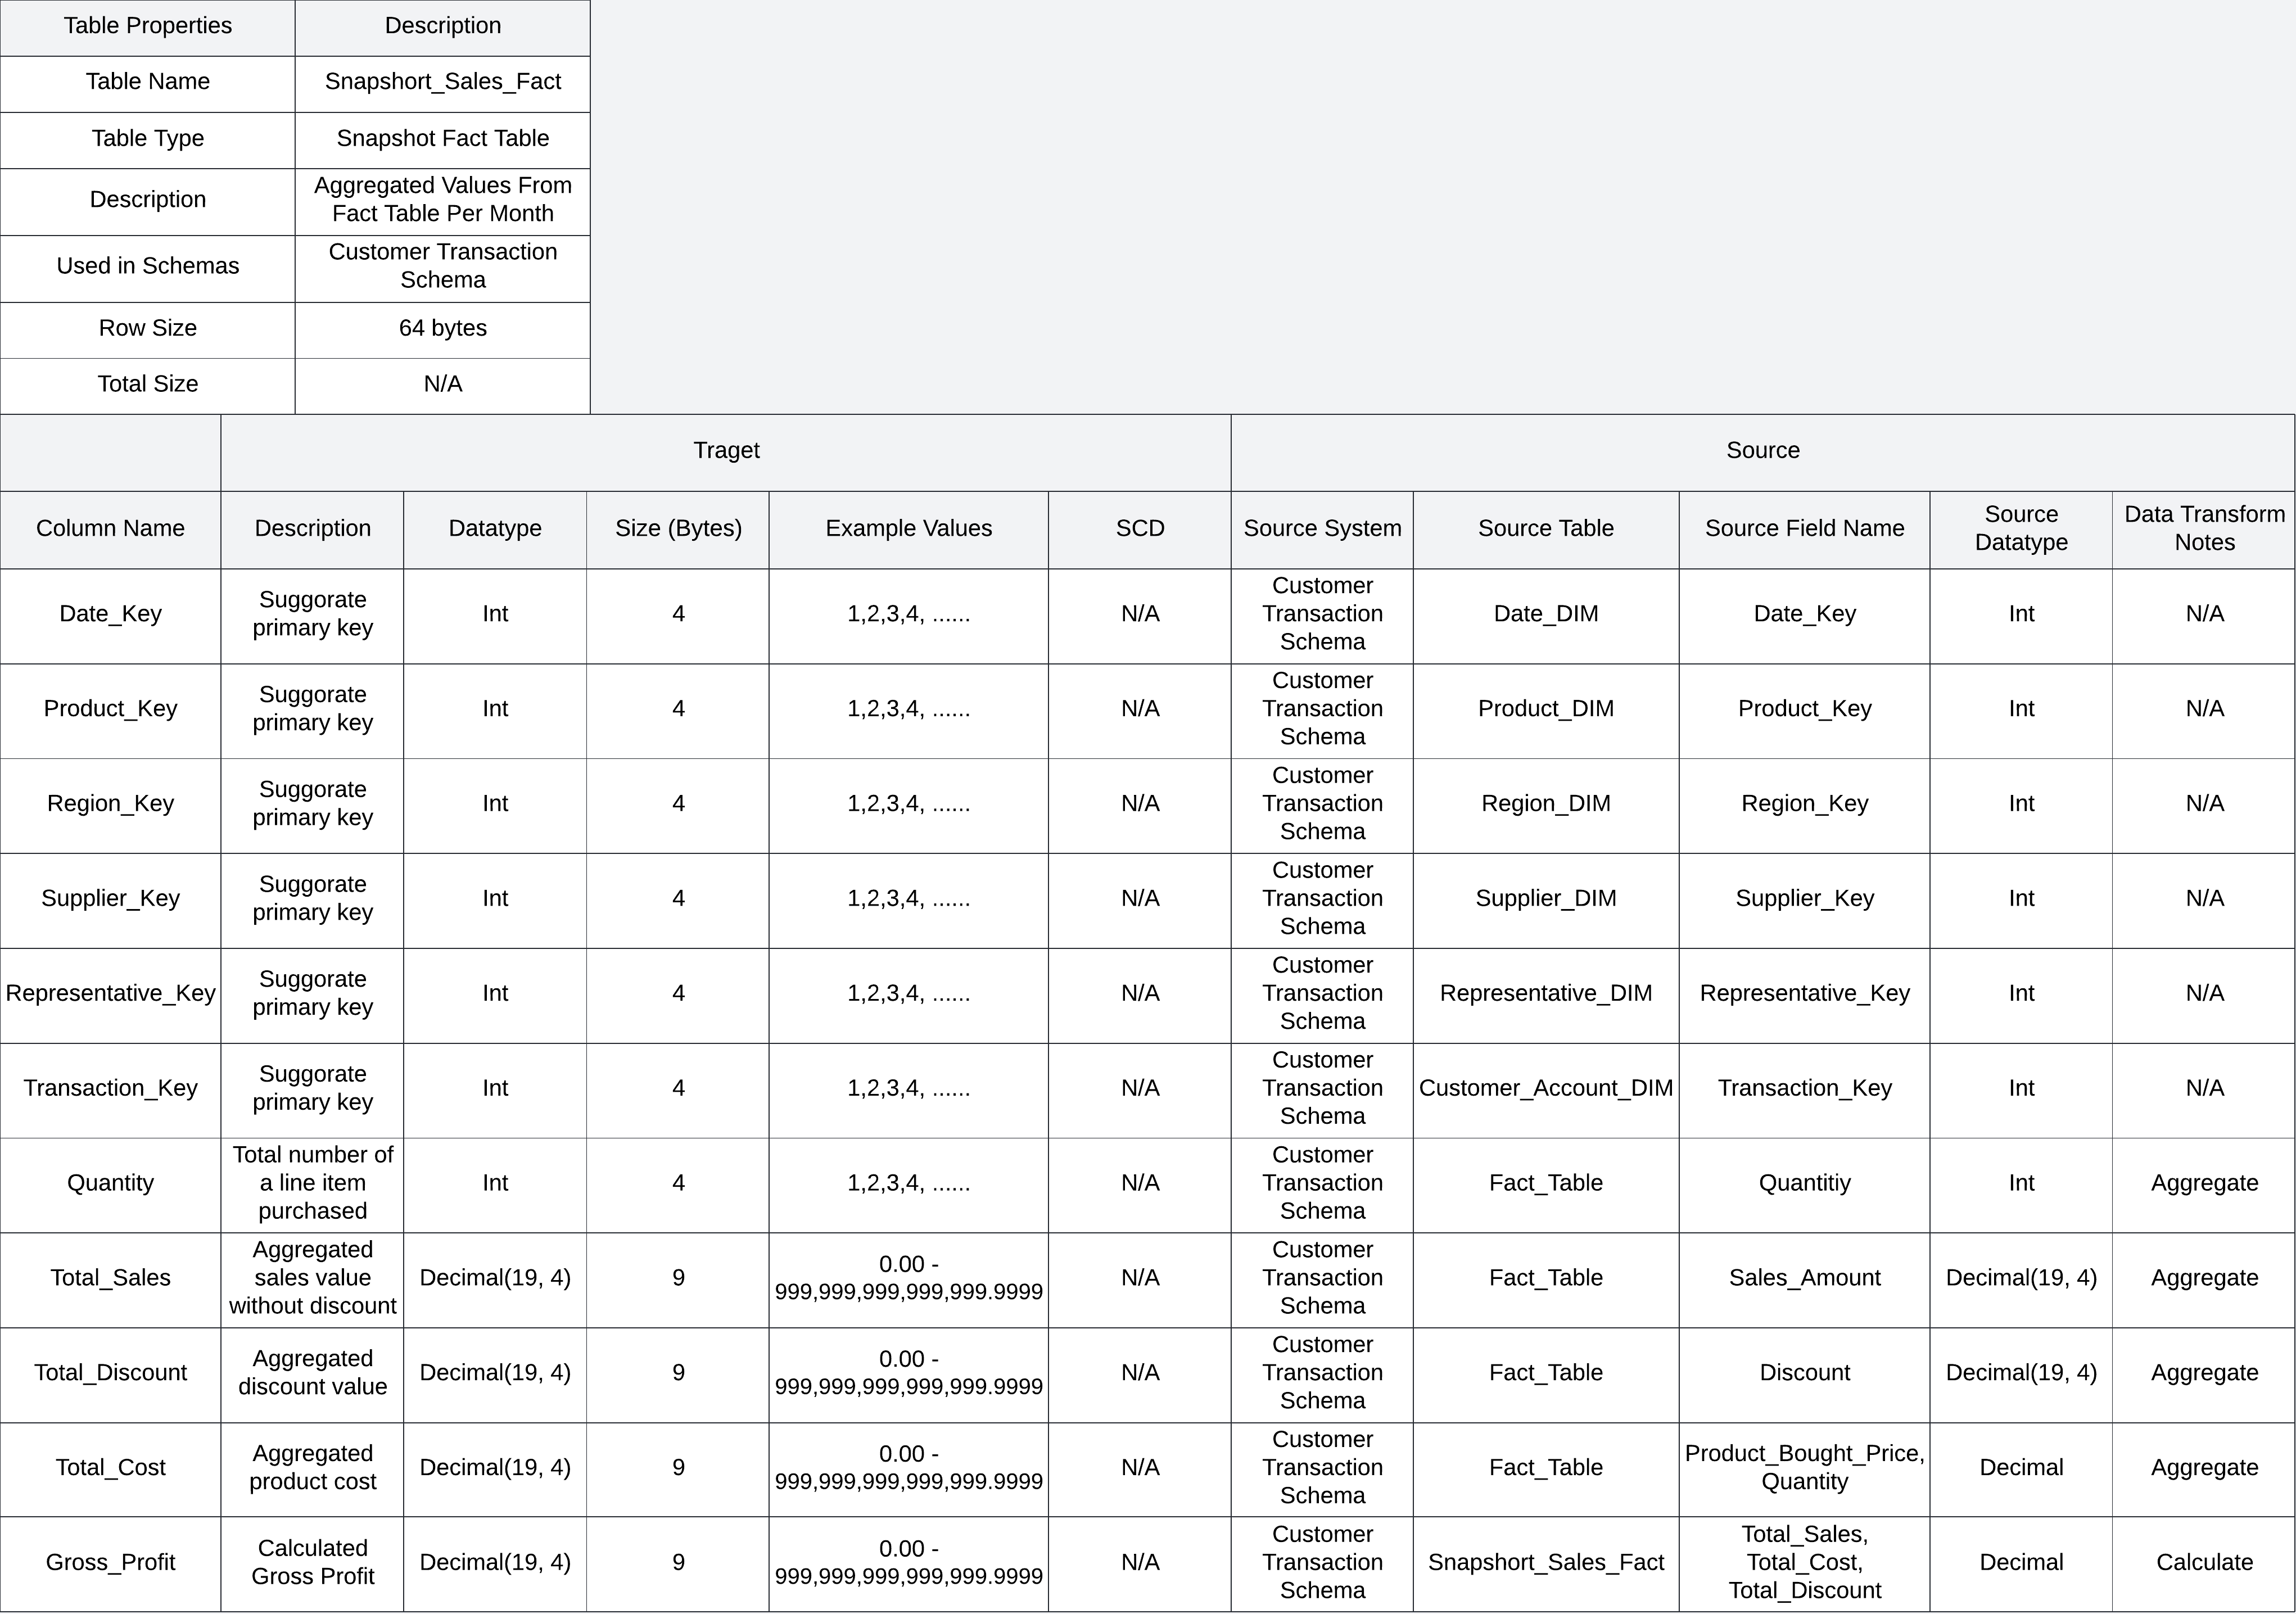 Table Properties Description
Table Name Snapshort_Sales_Fact
Table Type Snapshot Fact Table
Description Aggregated Values From
Fact Table Per Month
Used in Schemas Customer Transaction
Schema
Row Size 64 bytes
Total Size N/A
Traget Source
Column Name Description Datatype Size (Bytes) Example Values SCD Source System Source Table Source Field Name Source
Datatype Data Transform
Notes
Date_Key Suggorate
primary key Int 4 1,2,3,4, ...... N/A Customer
Transaction
Schema Date_DIM Date_Key Int N/A
Product_Key Suggorate
primary key Int 4 1,2,3,4, ...... N/A Customer
Transaction
Schema Product_DIM Product_Key Int N/A
Region_Key Suggorate
primary key Int 4 1,2,3,4, ...... N/A Customer
Transaction
Schema Region_DIM Region_Key Int N/A
Supplier_Key Suggorate
primary key Int 4 1,2,3,4, ...... N/A Customer
Transaction
Schema Supplier_DIM Supplier_Key Int N/A
Representative_Key Suggorate
primary key Int 4 1,2,3,4, ...... N/A Customer
Transaction
Schema Representative_DIM Representative_Key Int N/A
Transaction_Key Suggorate
primary key Int 4 1,2,3,4, ...... N/A Customer
Transaction
Schema Customer_Account_DIM Transaction_Key Int N/A
Quantity Total number of
a line item
purchased Int 4 1,2,3,4, ...... N/A Customer
Transaction
Schema Fact_Table Quantitiy Int Aggregate
Total_Sales Aggregated
sales value
without discount Decimal(19, 4) 9 0.00 -
999,999,999,999,999.9999 N/A Customer
Transaction
Schema Fact_Table Sales_Amount Decimal(19, 4) Aggregate
Total_Discount Aggregated
discount value Decimal(19, 4) 9 0.00 -
999,999,999,999,999.9999 N/A Customer
Transaction
Schema Fact_Table Discount Decimal(19, 4) Aggregate
Total_Cost Aggregated
product cost Decimal(19, 4) 9 0.00 -
999,999,999,999,999.9999 N/A Customer
Transaction
Schema Fact_Table Product_Bought_Price,
Quantity Decimal Aggregate
Gross_Profit Calculated
Gross Profit Decimal(19, 4) 9 0.00 -
999,999,999,999,999.9999 N/A Customer
Transaction
Schema Snapshort_Sales_Fact Total_Sales,
Total_Cost,
Total_Discount Decimal Calculate